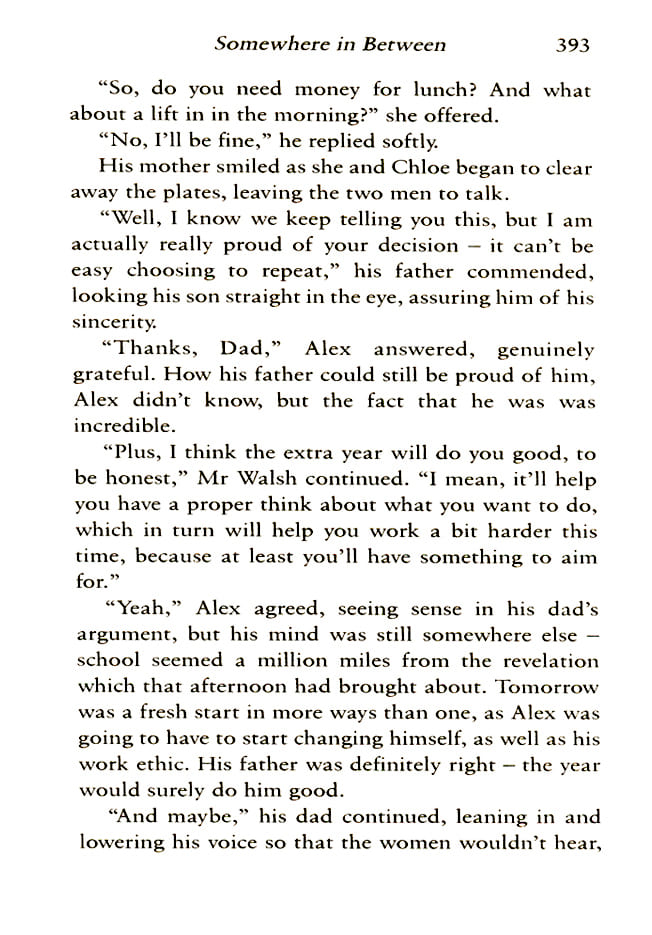 Somewhere in Between 393
“So, do you need money for lunch? And what
about a lift in in the morning?” she offered.
“No, I’ll be fine,” he replied softly.
His mother smiled as she and Chloe began to clear
away the plates, leaving the two men to talk.
“Well, I know we keep telling you this, but I am
actually really proud of your decision – it can’t be
easy choosing to repeat,” his father commended,
looking his son straight in the eye, assuring him of his
sincerity.
“Thanks, Dad,” Alex answered, genuinely
grateful. How his father could still be proud of him,
Alex didn’t know, but the fact that he was was
incredible.
“Plus, I think the extra year will do you good, to
be honest,” Mr Walsh continued. “I mean, it’ll help
you have a proper think about what you want to do,
which in turn will help you work a bit harder this
time, because at least you’ll have something to aim
for.”
“Yeah,” Alex agreed, seeing sense in his dad’s
argument, but his mind was still somewhere else –
school seemed a million miles from the revelation
which that afternoon had brought about. Tomorrow
was a fresh start in more ways than one, as Alex was
going to have to start changing himself, as well as his
work ethic. His father was definitely right – the year
would surely do him good.
“And maybe,” his dad continued, leaning in and
lowering his voice so that the women wouldn’t hear,